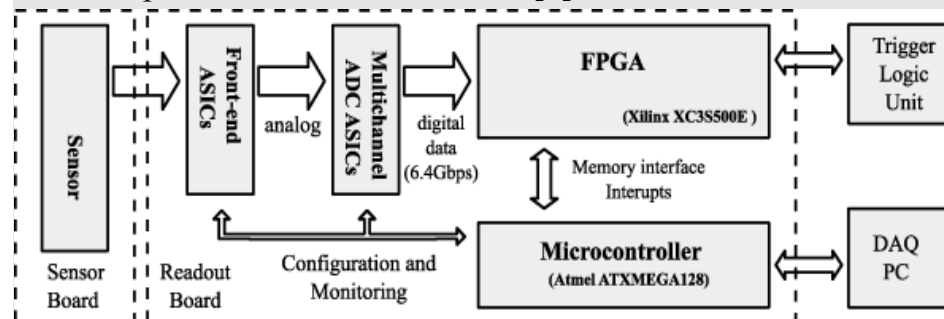 Sensor
Sensor
Board
Front-end
ASICs
Readout
Board
analog
Multichannel
ADC ASICs
digital
data
(6.4Gbps)
Configuration and
Monitoring
FPGA
(Xilinx XC3S500E )
Memory interface
Interupts
Microcontroller
(Atmel ATXMEGA128)
Trigger
Logic
Unit
DAQ
PC